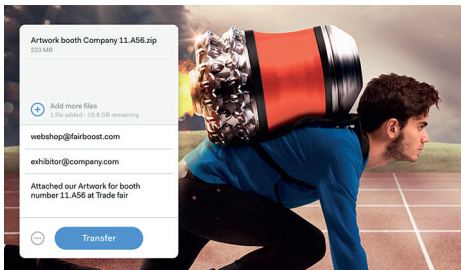 Artwork booth Company 11.A56.zip
223 MB
Add more files
1 file added - 19.8 GB remaining
webshop@fairboost.com
exhibitor@company.com
Attached our Artwork for booth
number 11.A56 at Trade fair
Transfer